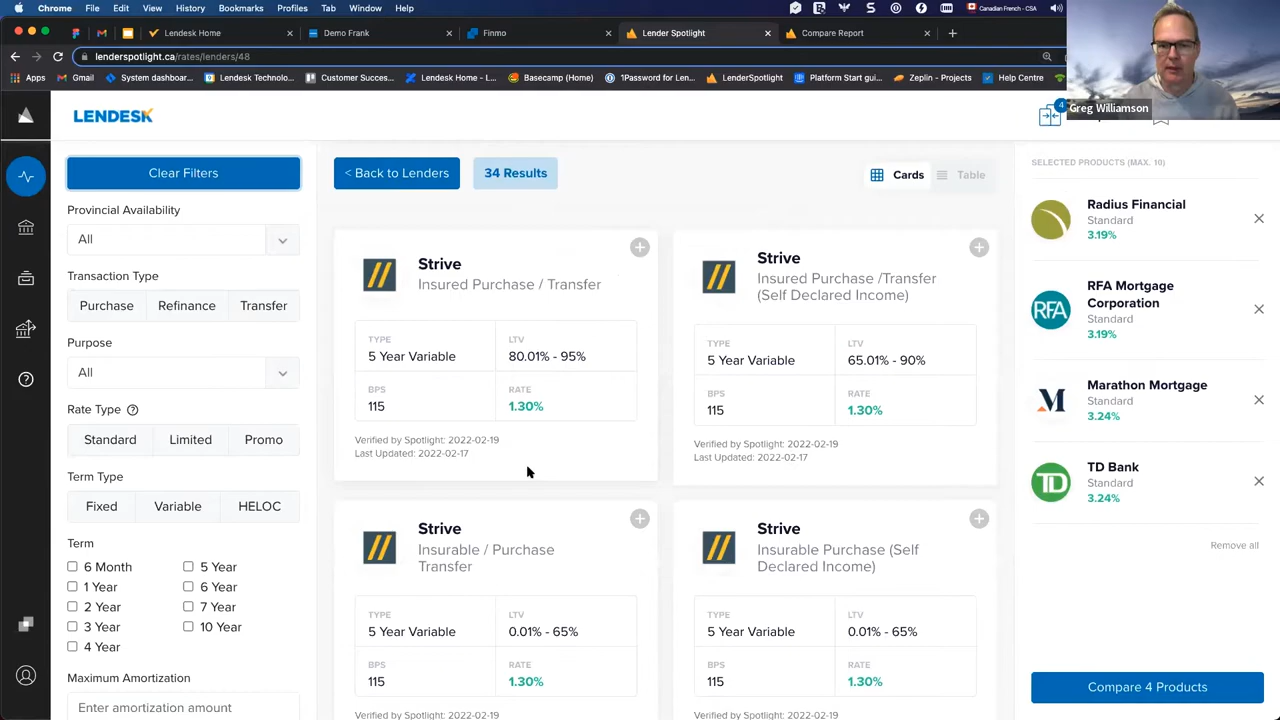 Chrome File Edit View History Bookmarks Profiles Tab Window Help
Canadian French - CSA
Lendesk Home
Demo Frank
Finmo
Lender Spotlight
Compare Report
lenderspotlight.ca/rates/lenders/48
Apps
Gmail
System dashboar...
Lendesk Technolo...
Customer Succes...
Lendesk Home - L...
Basecamp (Home)
1Password for Len...
LenderSpotlight
Platform Start gui...
Zeplin - Projects
Help Centre
Greg Williamson
LENDESK
4
Clear Filters
Provincial Availability
All
Transaction Type
Purchase Refinance Transfer
Purpose
All
Rate Type
Standard Limited Promo
Term Type
Fixed Variable HELOC
Term
6 Month 5 Year
1 Year 6 Year
2 Year 7 Year
3 Year 10 Year
4 Year
Maximum Amortization
Enter amortization amount
< Back to Lenders
34 Results
Cards
Table
Strive
Insured Purchase / Transfer
TYPE LTV
5 Year Variable 80.01% - 95%
BPS RATE
115 1.30%
Verified by Spotlight: 2022-02-19
Last Updated: 2022-02-17
Strive
Insured Purchase /Transfer
(Self Declared Income)
TYPE LTV
5 Year Variable 65.01% - 90%
BPS RATE
115 1.30%
Verified by Spotlight: 2022-02-19
Last Updated: 2022-02-17
Strive
Insurable / Purchase
Transfer
TYPE LTV
5 Year Variable 0.01% - 65%
BPS RATE
115 1.30%
Verified by Spotlight: 2022-02-19
Strive
Insurable Purchase (Self
Declared Income)
TYPE LTV
5 Year Variable 0.01% - 65%
BPS RATE
115 1.30%
Verified by Spotlight: 2022-02-19
SELECTED PRODUCTS (MAX. 10)
Radius Financial
Standard
3.19%
RFA
RFA Mortgage
Corporation
Standard
3.19%
M
Marathon Mortgage
Standard
3.24%
TD
TD Bank
Standard
3.24%
Remove all
Compare 4 Products